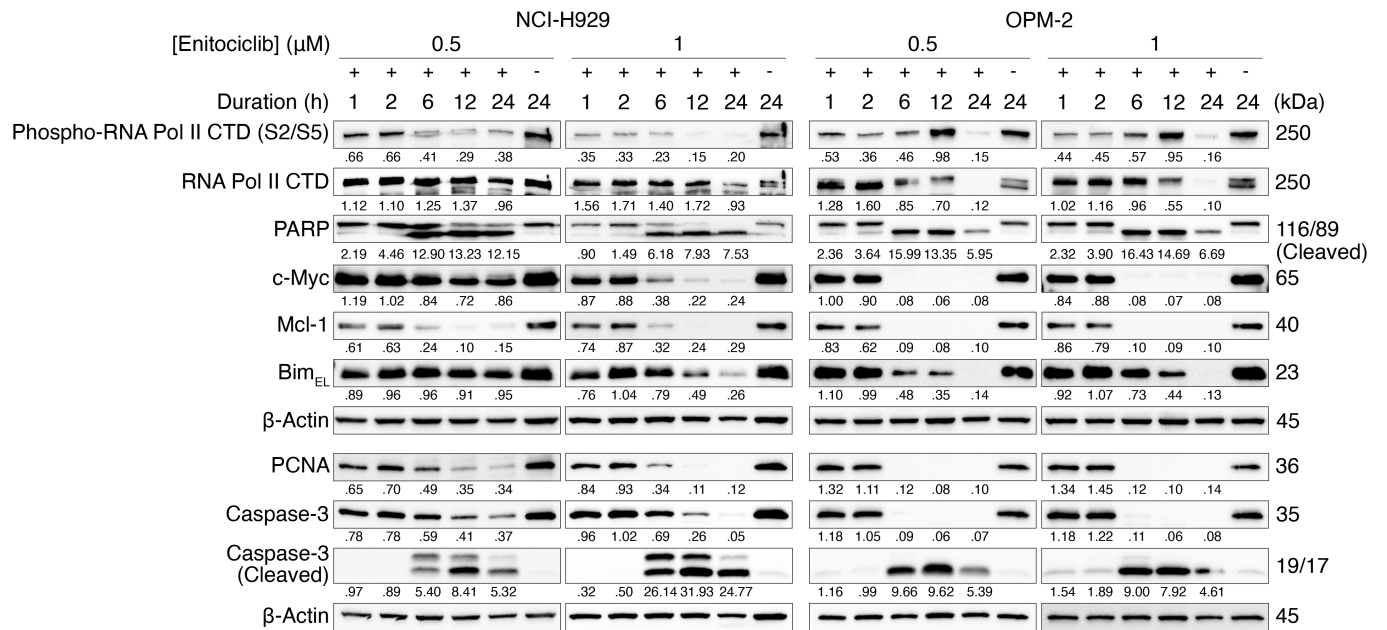 NCI-H929 OPM-2
[Enitociclib] (μM) 0.5 1 0.5 1
+ + + + + - + + + + + - + + + + + - + + + + + -
Duration (h) 1 2 6 12 24 24 1 2 6 12 24 24 1 2 6 12 24 24 1 2 6 12 24 24 (kDa)
Phospho-RNA Pol II CTD (S2/S5) 250
.66 .66 .41 .29 .38 .35 .33 .23 .15 .20 .53 .36 .46 .98 .15 .44 .45 .57 .95 .16
RNA Pol II CTD 250
1.12 1.10 1.25 1.37 .96 1.56 1.71 1.40 1.72 .93 1.28 1.60 .85 .70 .12 1.02 1.16 .96 .55 .10
PARP 116/89
(Cleaved)
2.19 4.46 12.90 13.23 12.15 .90 1.49 6.18 7.93 7.53 2.36 3.64 15.99 13.35 5.95 2.32 3.90 16.43 14.69 6.69
c-Myc 65
1.19 1.02 .84 .72 .86 .87 .88 .38 .22 .24 1.00 .90 .08 .06 .08 .84 .88 .08 .07 .08
Mcl-1 40
.61 .63 .24 .10 .15 .74 .87 .32 .24 .29 .83 .62 .09 .08 .10 .86 .79 .10 .09 .10
BimEL 23
.89 .96 .96 .91 .95 .76 1.04 .79 .49 .26 1.10 .99 .48 .35 .14 .92 1.07 .73 .44 .13
β-Actin 45
PCNA 36
.65 .70 .49 .35 .34 .84 .93 .34 .11 .12 1.32 1.11 .12 .08 .10 1.34 1.45 .12 .10 .14
Caspase-3 35
.78 .78 .59 .41 .37 .96 1.02 .69 .26 .05 1.18 1.05 .09 .06 .07 1.18 1.22 .11 .06 .08
Caspase-3
(Cleaved) 19/17
.97 .89 5.40 8.41 5.32 .32 .50 26.14 31.93 24.77 1.16 .99 9.66 9.62 5.39 1.54 1.89 9.00 7.92 4.61
β-Actin 45